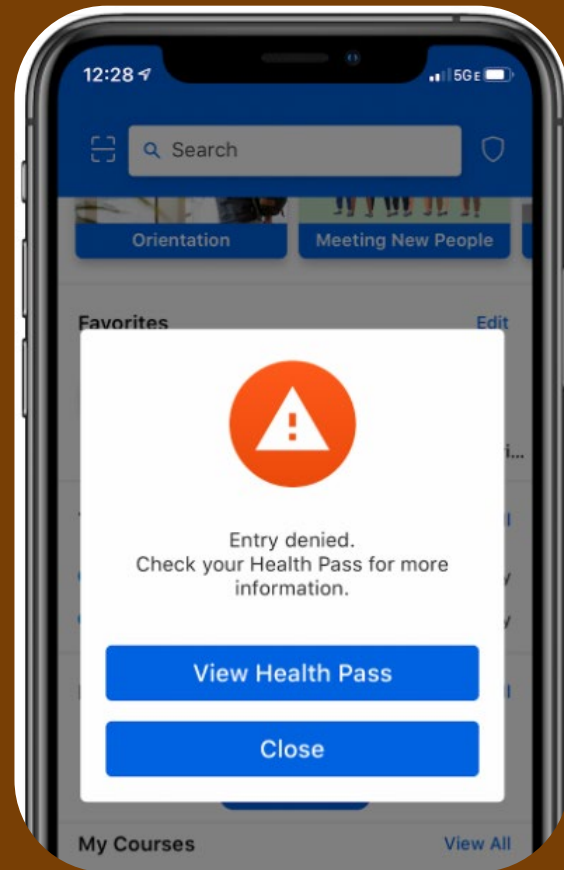 12:28
5GE
Search
Orientation
Meeting New People
Favorites
Edit
Entry denied.
Check your Health Pass for more
information.
View Health Pass
Close
My Courses
View All